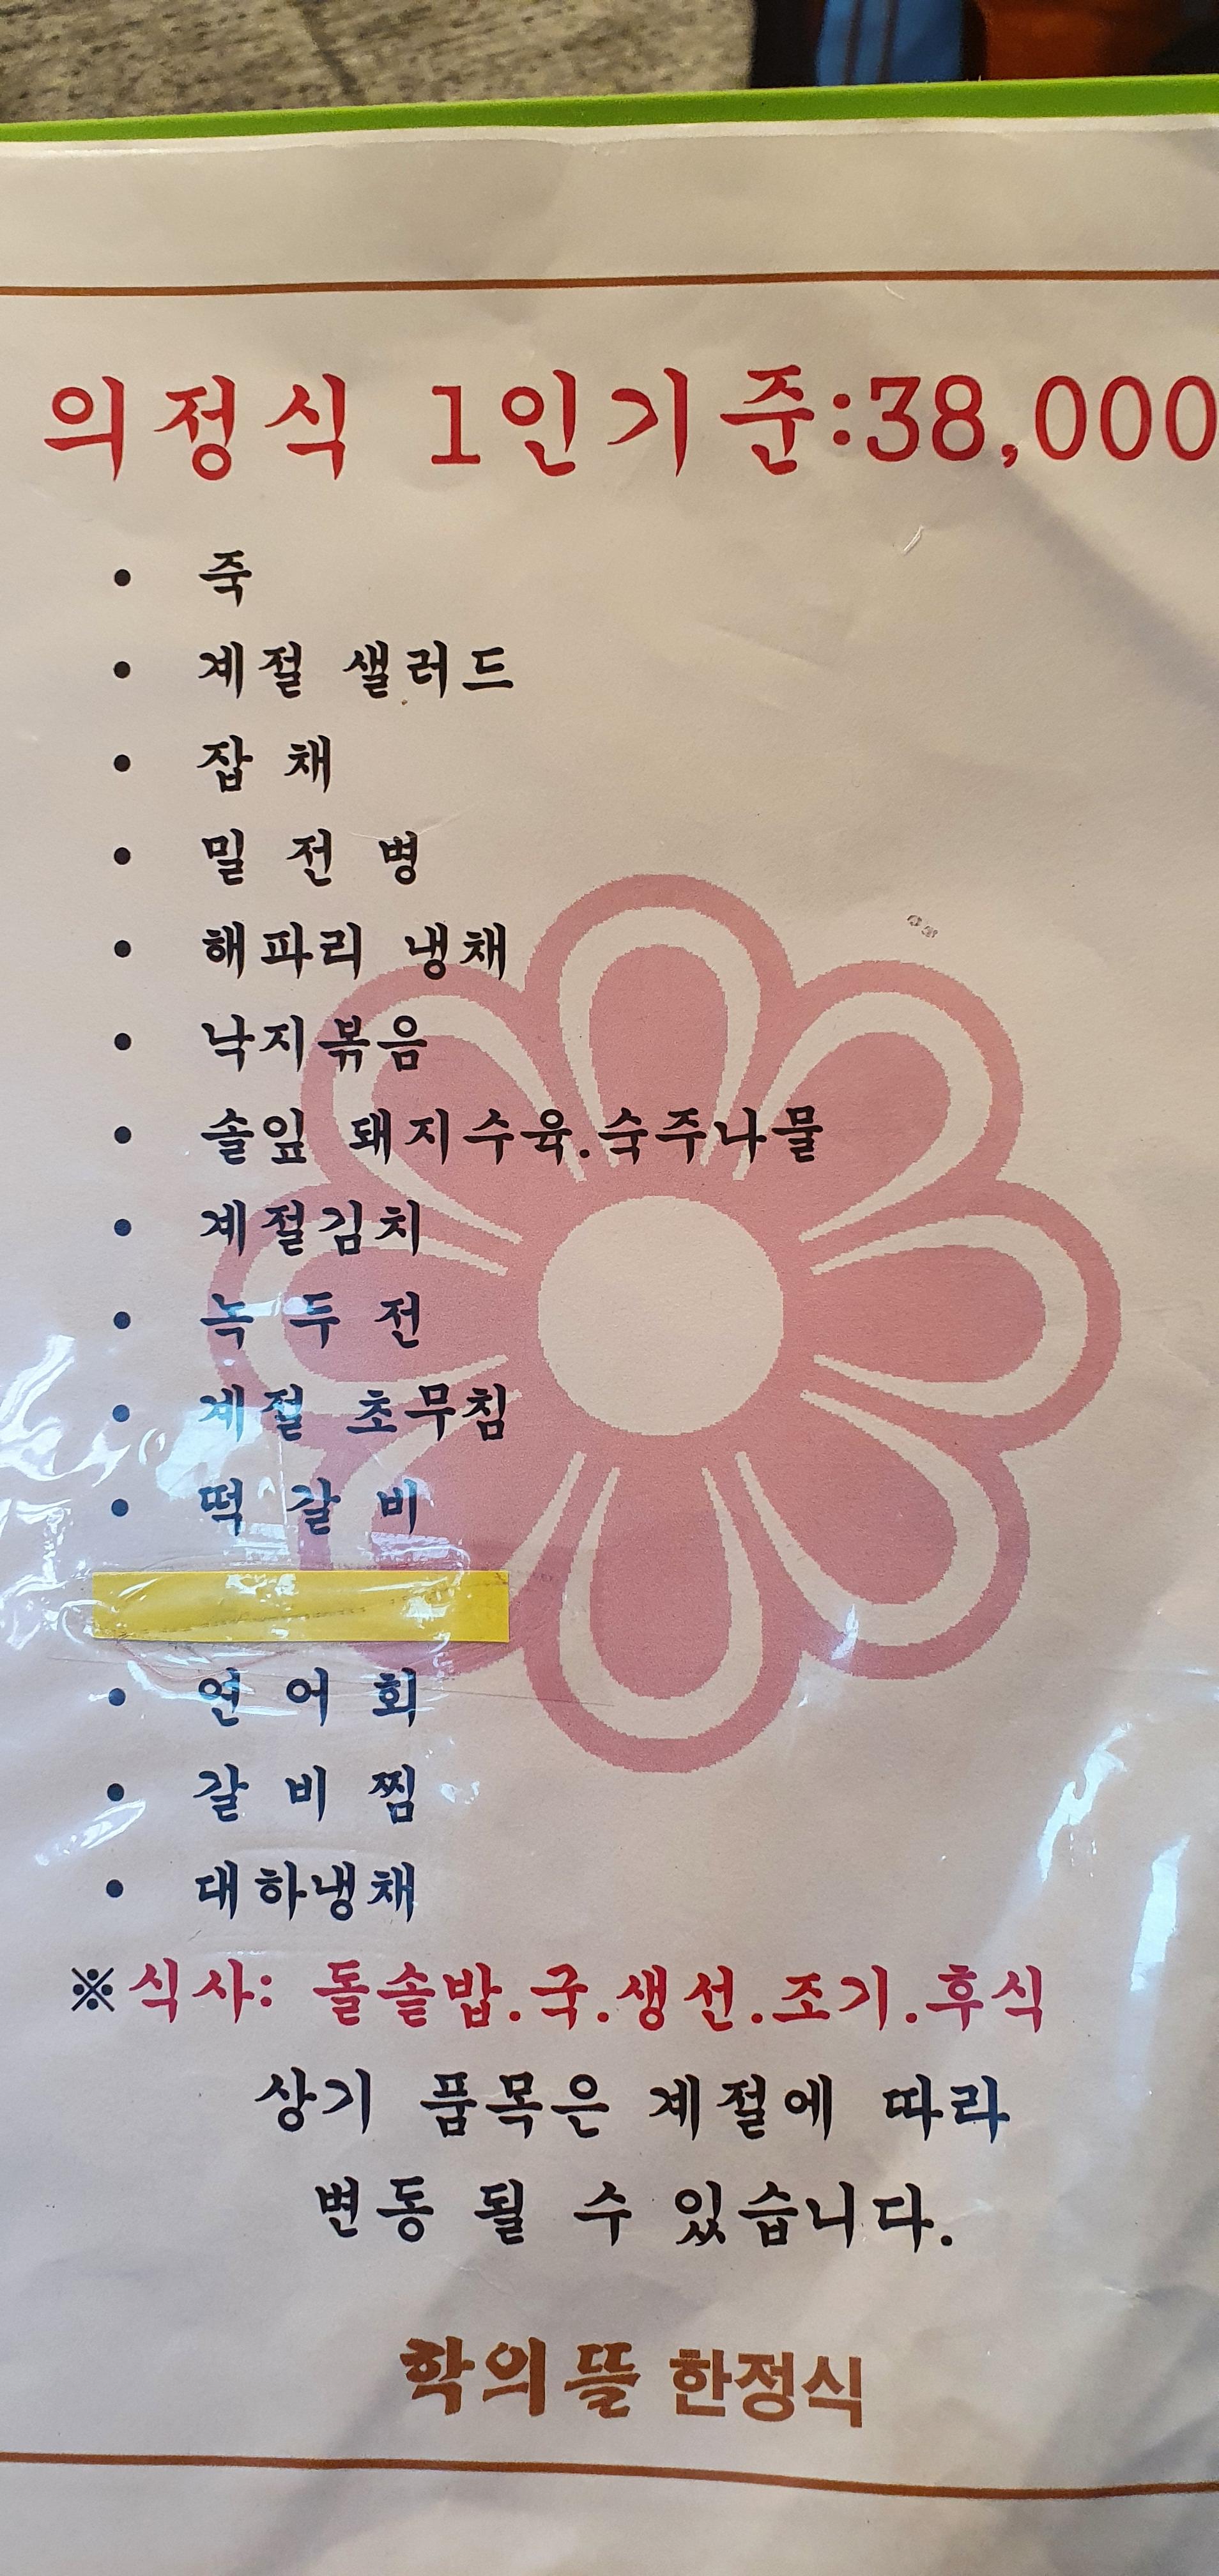 의정식 1인기준:38,000
• 죽
• 계절 샐러드
• 잡 채
• 밀 전 병
• 해파리 냉채
• 낙지볶음
• 솔잎 돼지수육.숙주나물
• 계절김치
• 녹 두 전
• 계절 초무침
• 떡 갈 비
• 연 어 회
• 갈 비 찜
• 대하냉채
※식사: 돌솥밥.국.생선.조기.후식
상기 품목은 계절에 따라
변동 될 수 있습니다.
학의뜰 한정식